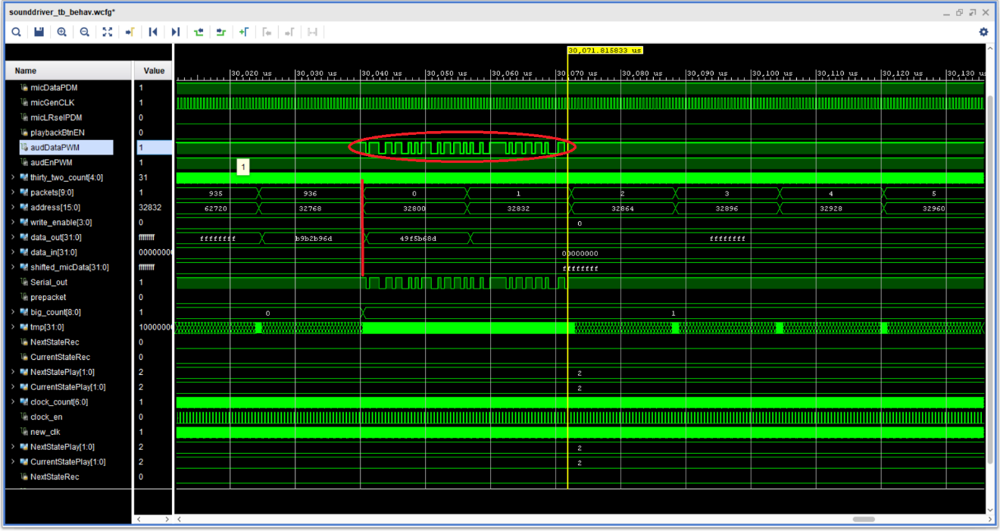 sounddriver_tb_behav.wcfg*
30,071.815833 us
Name Value
30,020 us 30,030 us 30,040 us 30,050 us 30,060 us 30,070 us 30,080 us 30,090 us 30,100 us 30,110 us 30,120 us 30,130 us
micDataPDM 1
micGenCLK 1
micLRselPDM 0
playbackBtnEN 0
audDataPWM 1
audEnPWM 1
1
thirty_two_count[4:0] 31
packets[9:0] 1 935 936 0 1 2 3 4 5
address[15:0] 32832 62720 32768 32800 32832 32864 32896 32928 32960
write_enable[3:0] 0 0
data_out[31:0] ffffffff ffffffff b9b2b96d 49f5b68d ffffffff
data_in[31:0] 0000000 00000000
shifted_micData[31:0] ffffffff ffffffff
Serial_out 1
prepacket 0
big_count[8:0] 1 0 1
tmp[31:0] 1000000
NextStateRec 0
CurrentStateRec 0
NextStatePlay[1:0] 2 2
CurrentStatePlay[1:0] 2 2
clock_count[6:0] 1
clock_en 0
new_clk 1
NextStatePlay[1:0] 2 2
CurrentStatePlay[1:0] 2 2
NextStateRec 0